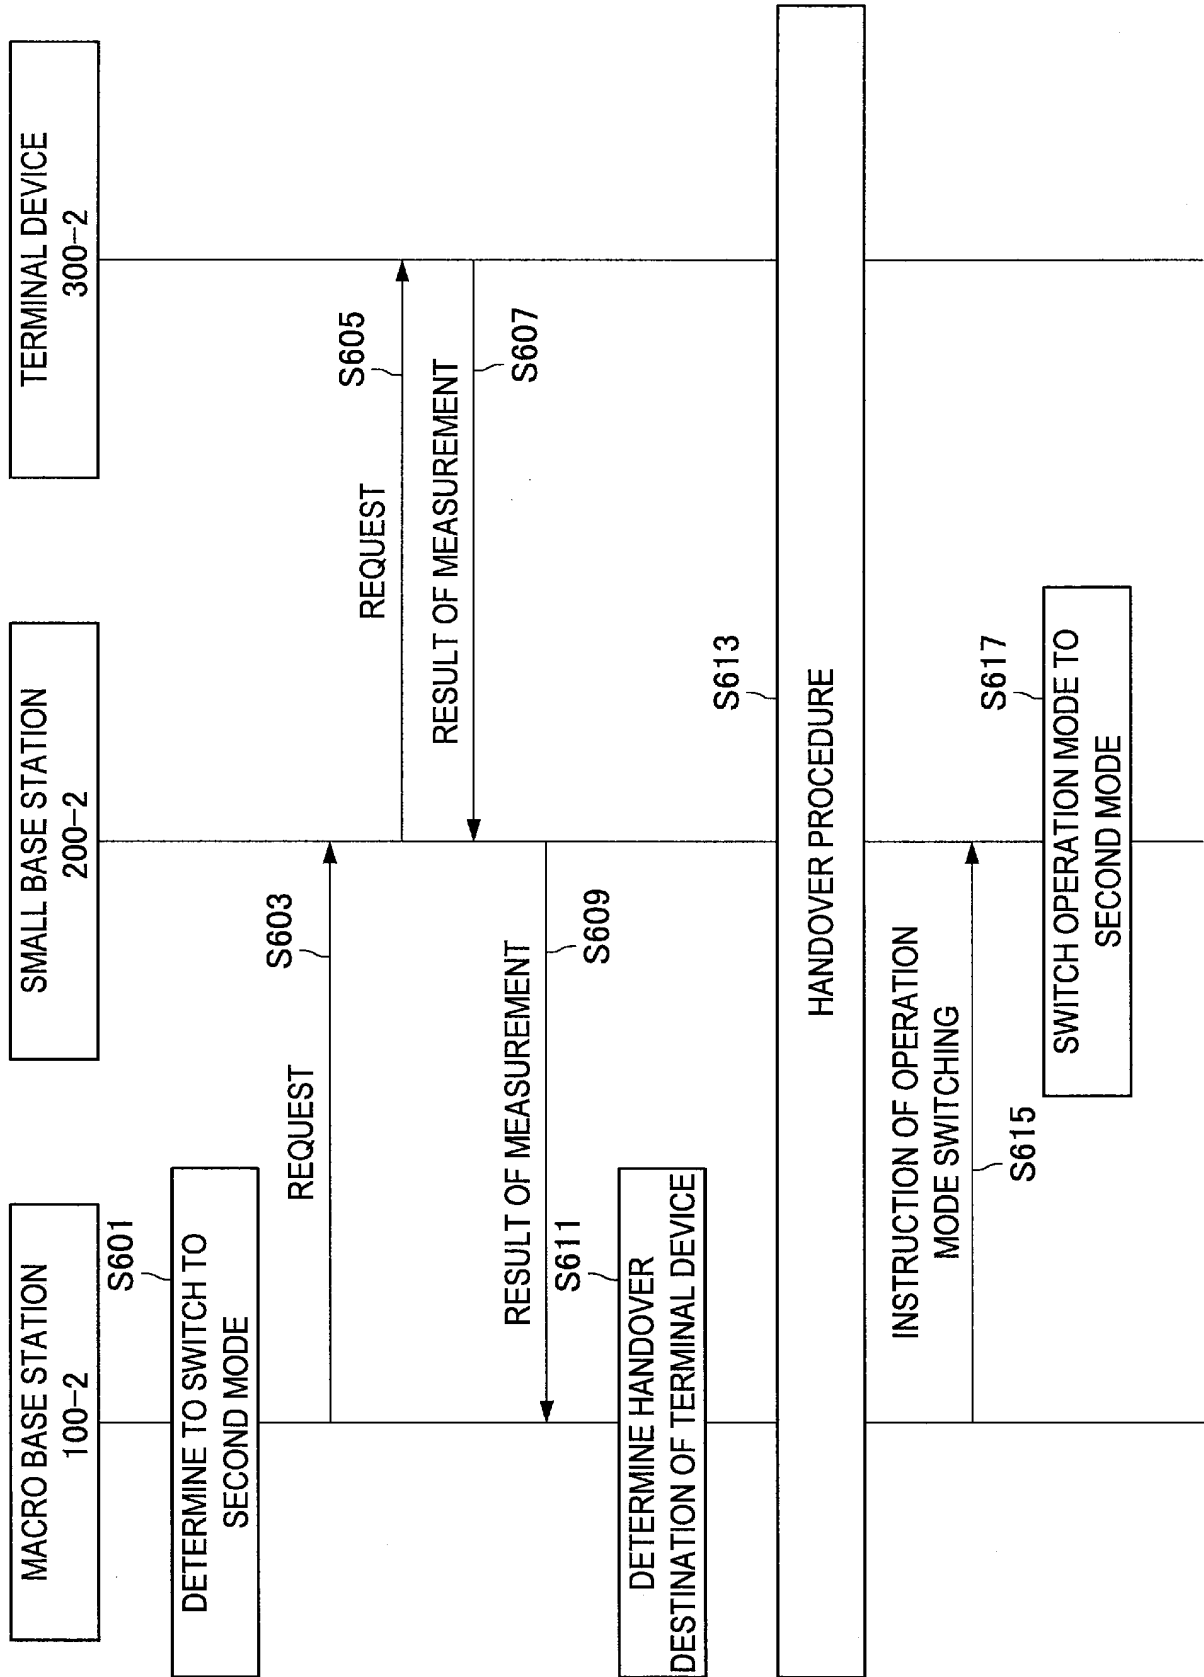 MACRO BASE STATION
100-2
SMALL BASE STATION
200-2
TERMINAL DEVICE
300-2
S601
DETERMINE TO SWITCH TO
SECOND MODE
REQUEST
S603
REQUEST
S605
RESULT OF MEASUREMENT
S607
RESULT OF MEASUREMENT
S609
S611
DETERMINE HANDOVER
DESTINATION OF TERMINAL DEVICE
S613
HANDOVER PROCEDURE
INSTRUCTION OF OPERATION
MODE SWITCHING
S615
S617
SWITCH OPERATION MODE TO
SECOND MODE